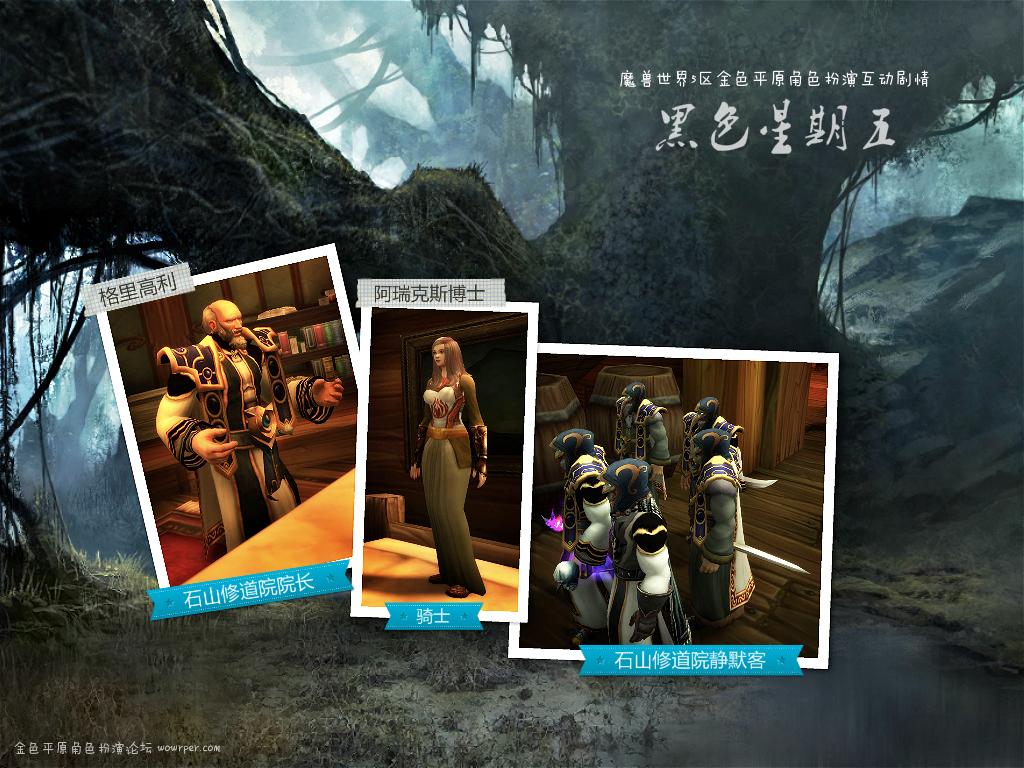 魔兽世界5区金色平原角色扮演互动剧情
黑色星期五
格里高利
阿瑞克斯博士
石山修道院院长
骑士
石山修道院静默客
金色平原角色扮演论坛 wowrper.com